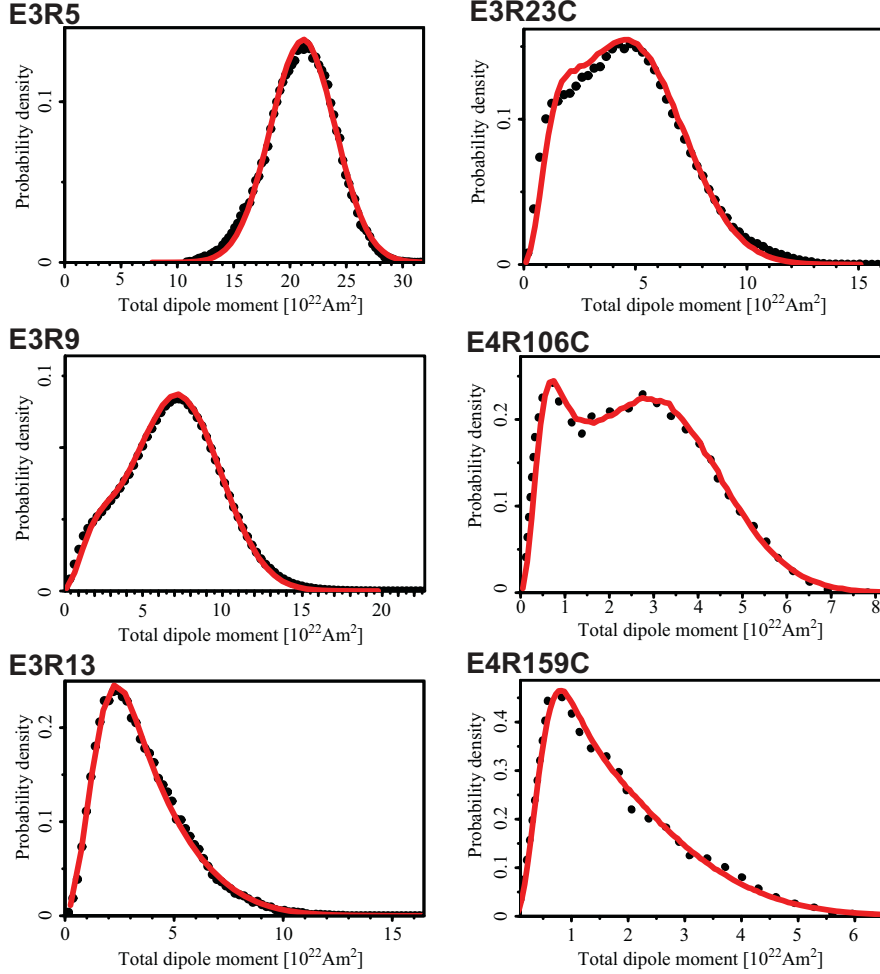 E3R5
Probability density
0.1
0
0 5 10 15 20 25 30
Total dipole moment [10²²Am²]
E3R23C
Probability density
0.1
0
0 5 10 15
Total dipole moment [10²²Am²]
E3R9
Probability density
0.1
0
0 5 10 15 20
Total dipole moment [10²²Am²]
E4R106C
Probability density
0.2
0.1
0
0 1 2 3 4 5 6 7 8
Total dipole moment [10²²Am²]
E3R13
Probability density
0.2
0.1
0
0 5 10 15
Total dipole moment [10²²Am²]
E4R159C
Probability density
0.4
0.3
0.2
0.1
0
1 2 3 4 5 6
Total dipole moment [10²²Am²]